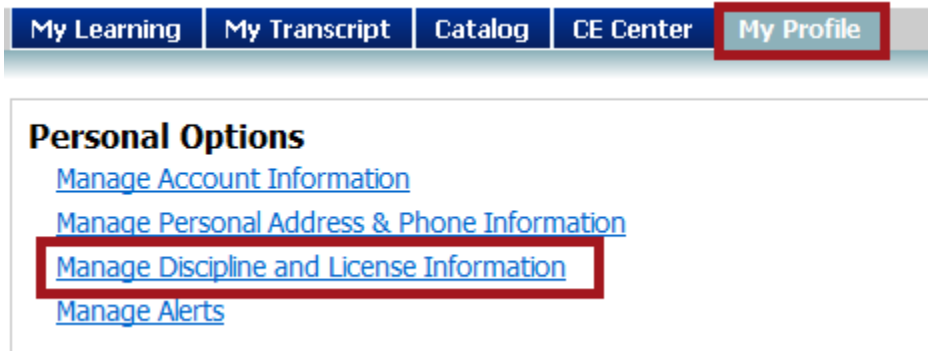 My Learning My Transcript Catalog CE Center My Profile
Personal Options
Manage Account Information
Manage Personal Address & Phone Information
Manage Discipline and License Information
Manage Alerts